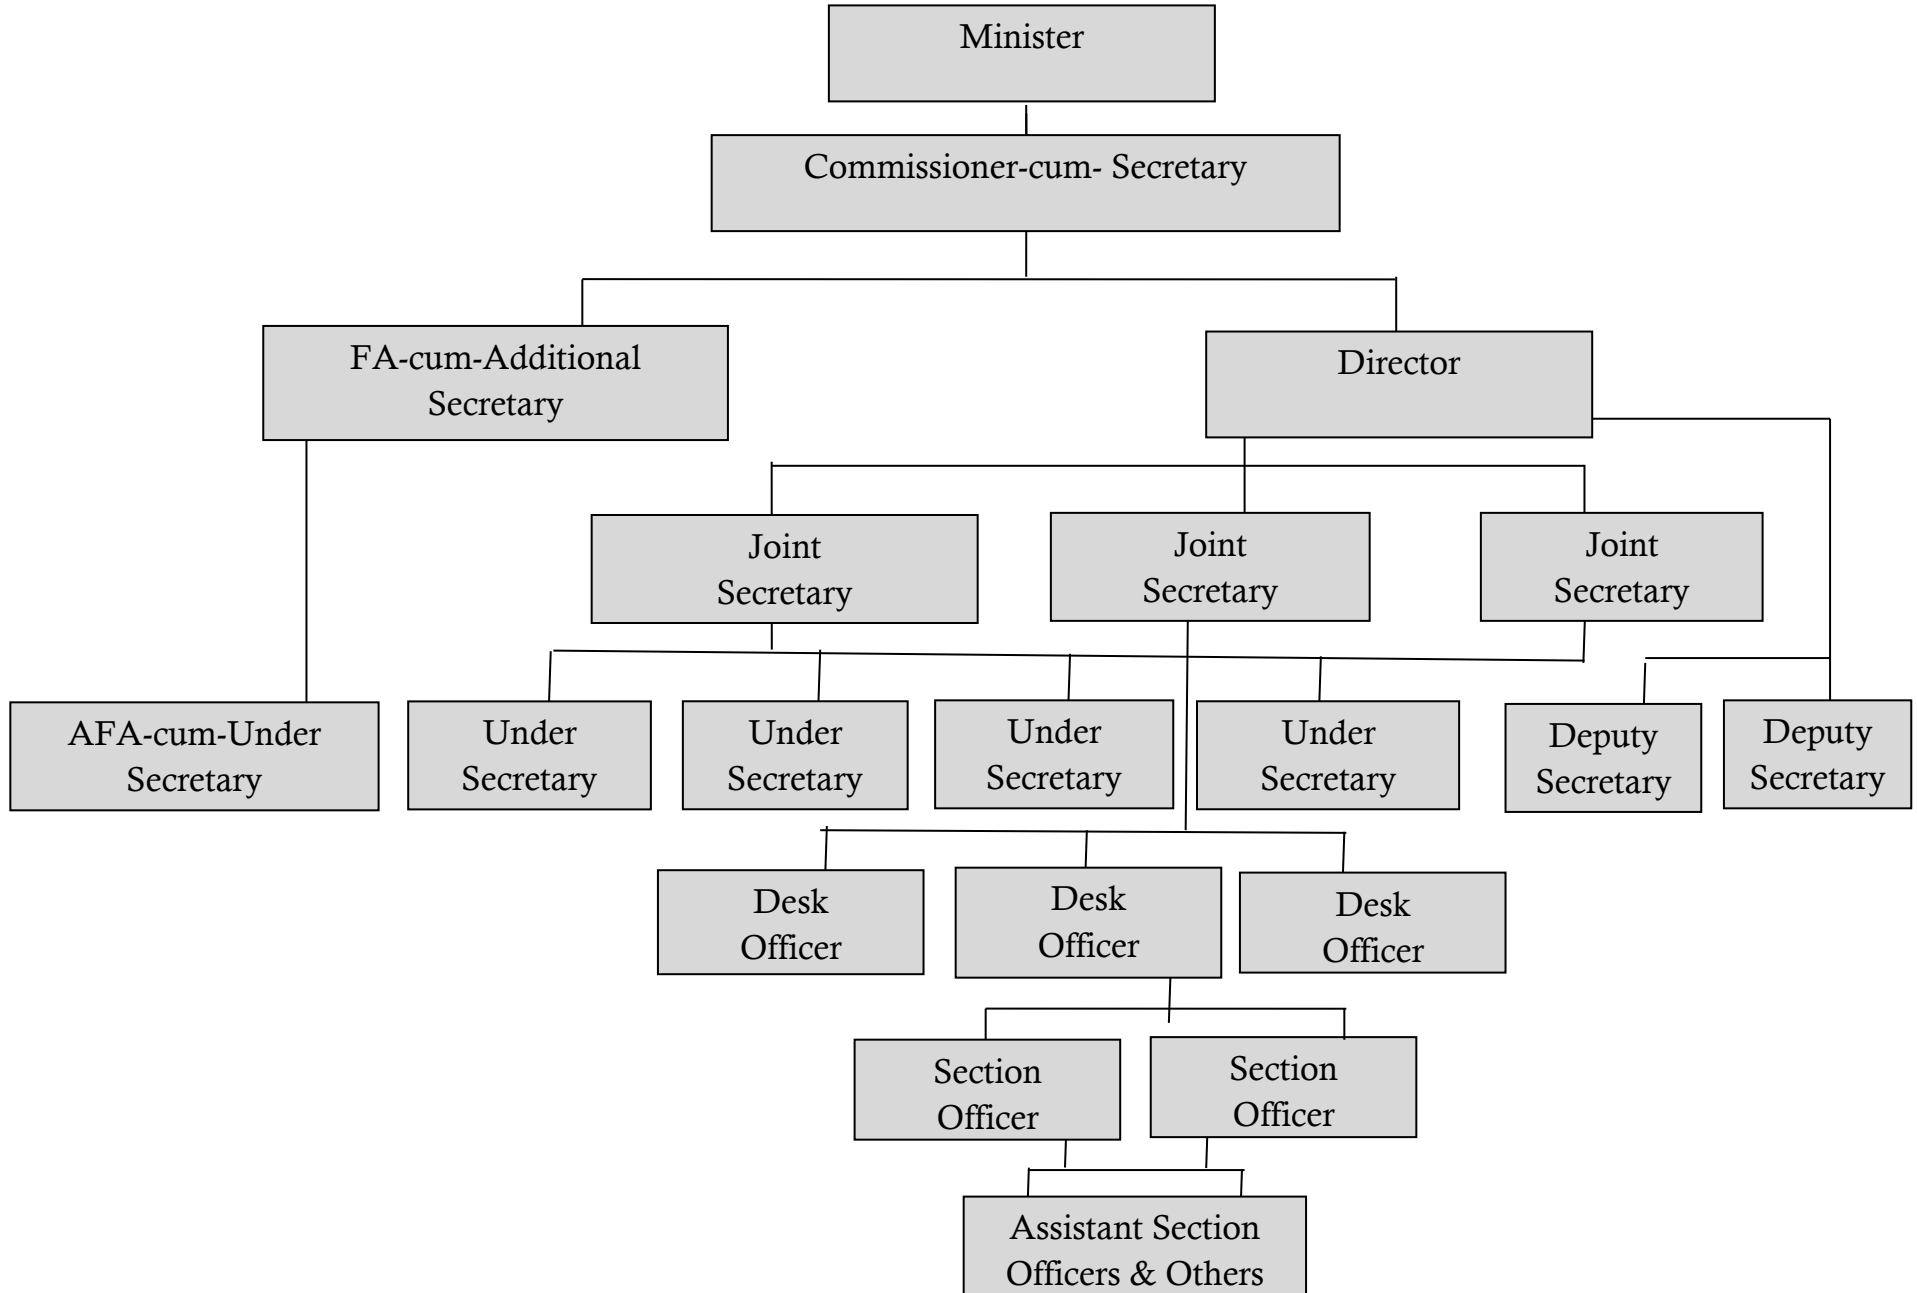 Minister
Commissioner-cum- Secretary
FA-cum-Additional
Secretary
Director
Joint
Secretary
Joint
Secretary
Joint
Secretary
AFA-cum-Under
Secretary
Under
Secretary
Under
Secretary
Under
Secretary
Under
Secretary
Deputy
Secretary
Deputy
Secretary
Desk
Officer
Desk
Officer
Desk
Officer
Section
Officer
Section
Officer
Assistant Section
Officers & Others